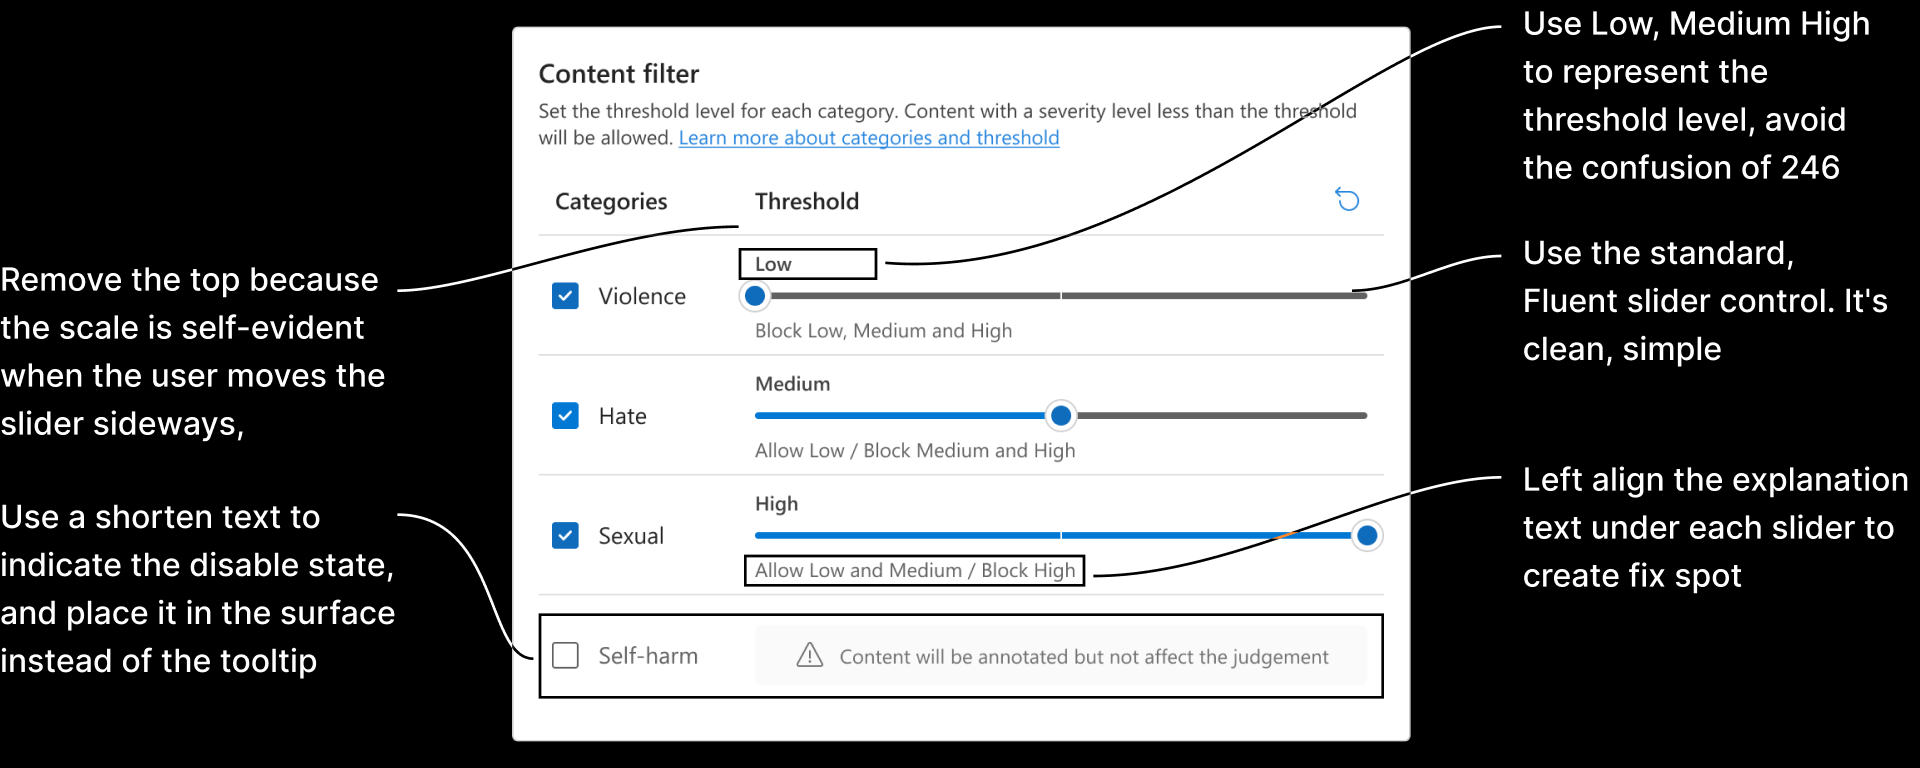 Remove the top because
the scale is self-evident
when the user moves the
slider sideways,
Use a shorten text to
indicate the disable state,
and place it in the surface
instead of the tooltip
Content filter
Set the threshold level for each category. Content with a severity level less than the threshold
will be allowed. Learn more about categories and threshold
Categories Threshold
Low
Violence
Block Low, Medium and High
Medium
Hate
Allow Low / Block Medium and High
High
Sexual
Allow Low and Medium / Block High
Self-harm Content will be annotated but not affect the judgement
Use Low, Medium High
to represent the
threshold level, avoid
the confusion of 246
Use the standard,
Fluent slider control. It's
clean, simple
Left align the explanation
text under each slider to
create fix spot